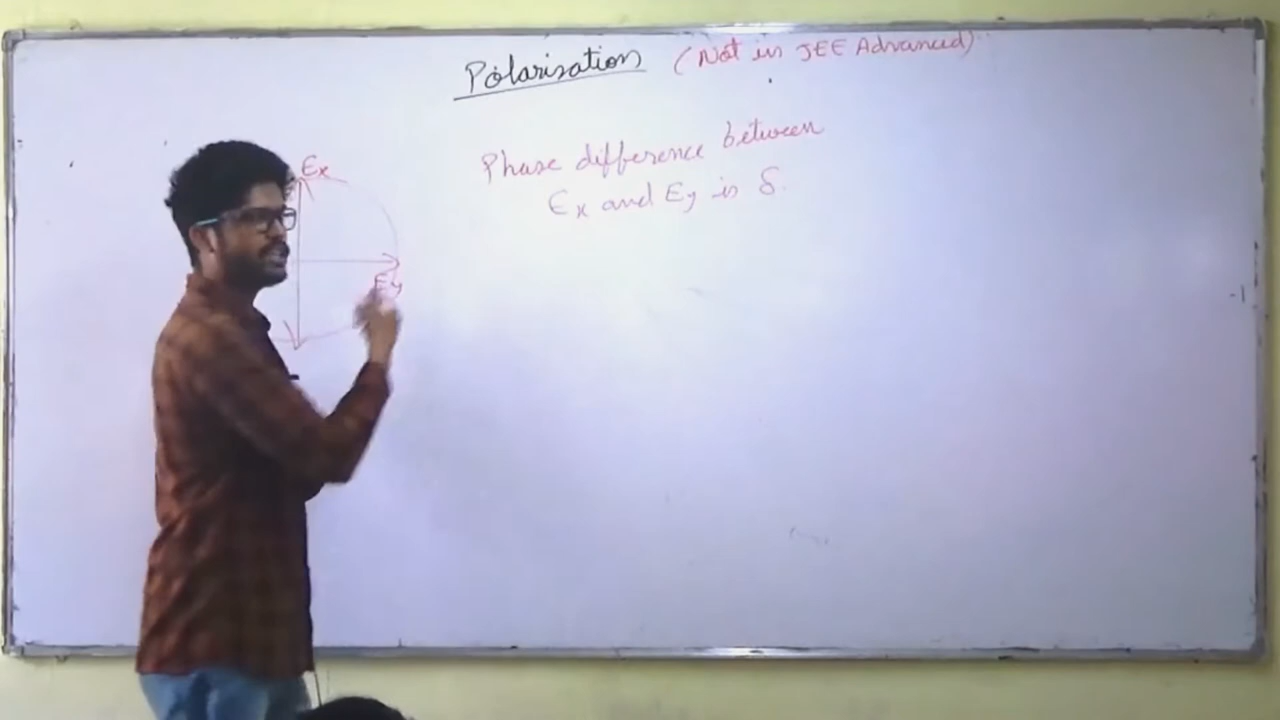 Polarisation (Not in JEE Advanced)
Phase difference between
Ex and Ey is δ.
Ex
Ey